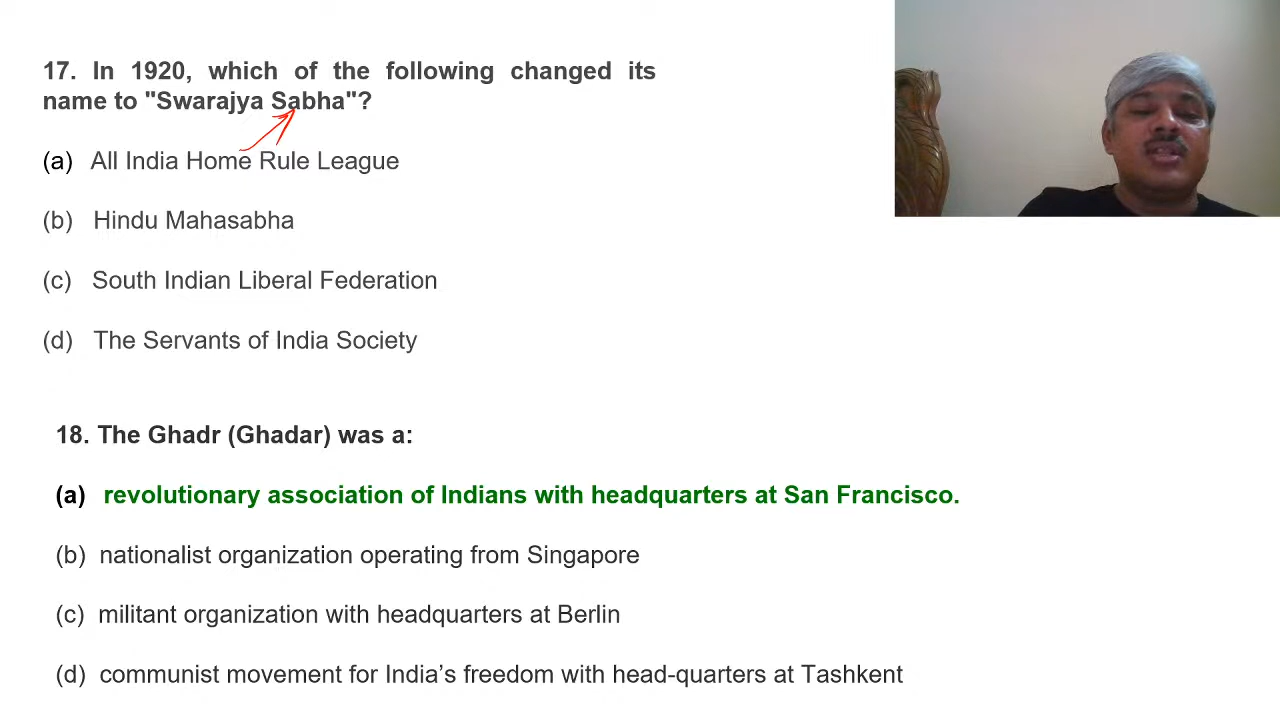 17. In 1920, which of the following changed its
name to "Swarajya Sabha"?
(a) All India Home Rule League
(b) Hindu Mahasabha
(c) South Indian Liberal Federation
(d) The Servants of India Society
18. The Ghadr (Ghadar) was a:
(a) revolutionary association of Indians with headquarters at San Francisco.
(b) nationalist organization operating from Singapore
(c) militant organization with headquarters at Berlin
(d) communist movement for India’s freedom with head-quarters at Tashkent